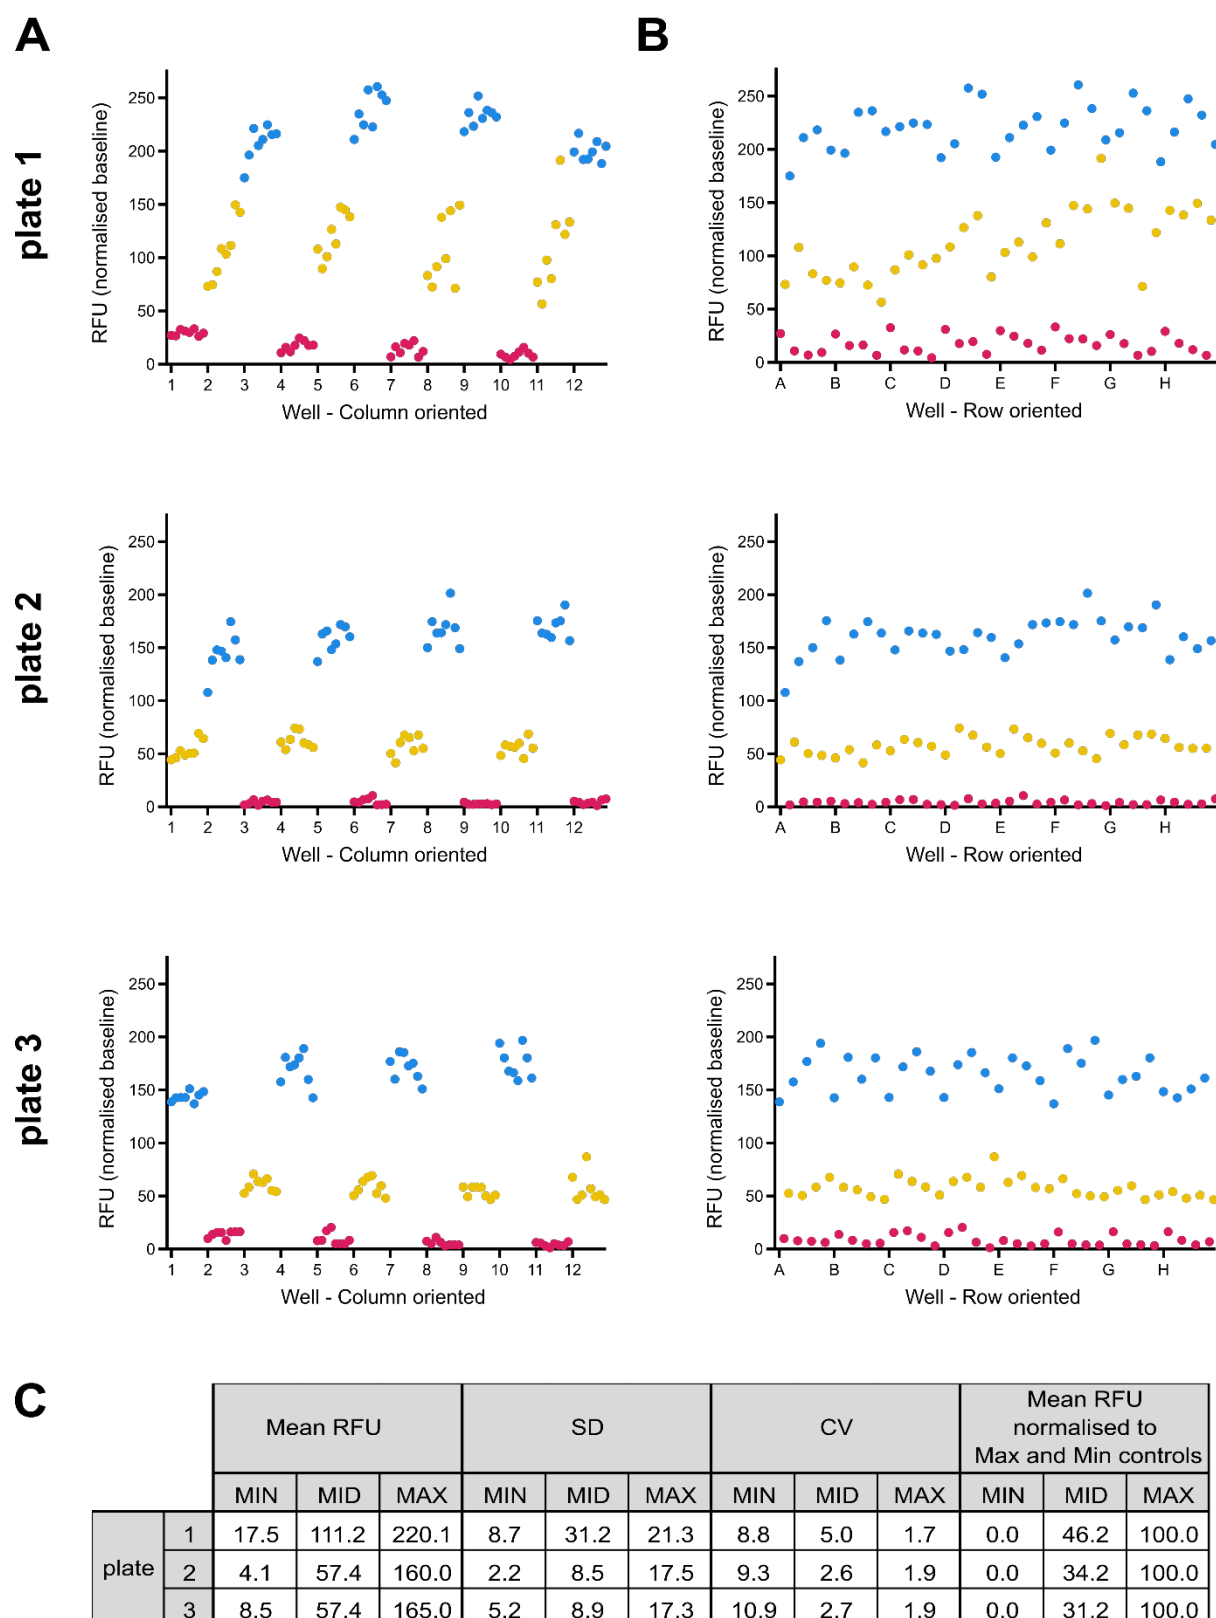 A
B
plate 1
RFU (normalised baseline)
250
200
150
100
50
0
1 2 3 4 5 6 7 8 9 10 11 12
Well - Column oriented
RFU (normalised baseline)
250
200
150
100
50
0
A B C D E F G H
Well - Row oriented
plate 2
RFU (normalised baseline)
250
200
150
100
50
0
1 2 3 4 5 6 7 8 9 10 11 12
Well - Column oriented
RFU (normalised baseline)
250
200
150
100
50
0
A B C D E F G H
Well - Row oriented
plate 3
RFU (normalised baseline)
250
200
150
100
50
0
1 2 3 4 5 6 7 8 9 10 11 12
Well - Column oriented
RFU (normalised baseline)
250
200
150
100
50
0
A B C D E F G H
Well - Row oriented
C
Mean RFU SD CV Mean RFU
normalised to
Max and Min controls
MIN MID MAX MIN MID MAX MIN MID MAX MIN MID MAX
plate
1 17.5 111.2 220.1 8.7 31.2 21.3 8.8 5.0 1.7 0.0 46.2 100.0
2 4.1 57.4 160.0 2.2 8.5 17.5 9.3 2.6 1.9 0.0 34.2 100.0
3 8.5 57.4 165.0 5.2 8.9 17.3 10.9 2.7 1.9 0.0 31.2 100.0